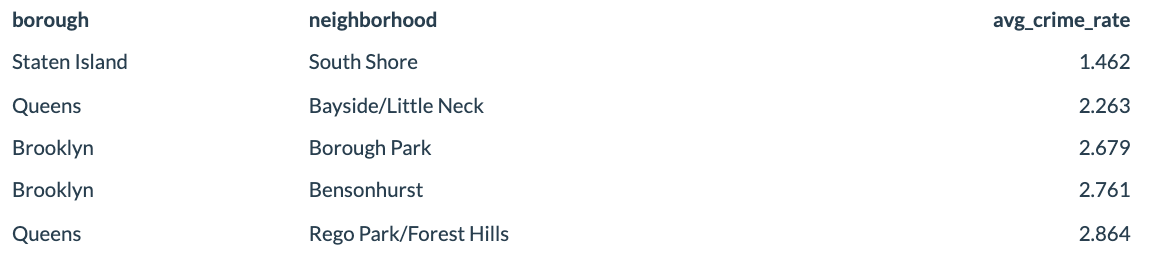 borough neighborhood avg_crime_rate
Staten Island South Shore 1.462
Queens Bayside/Little Neck 2.263
Brooklyn Borough Park 2.679
Brooklyn Bensonhurst 2.761
Queens Rego Park/Forest Hills 2.864